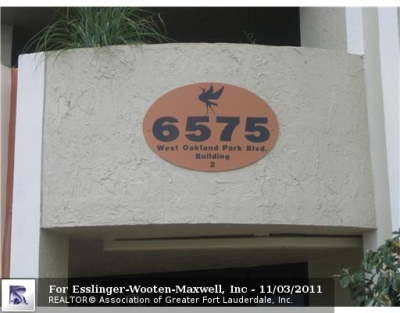 6575
West Oakland Park Blvd.
Building
2
For Esslinger-Wooten-Maxwell, Inc - 11/03/2011
REALTOR® Association of Greater Fort Lauderdale, Inc.